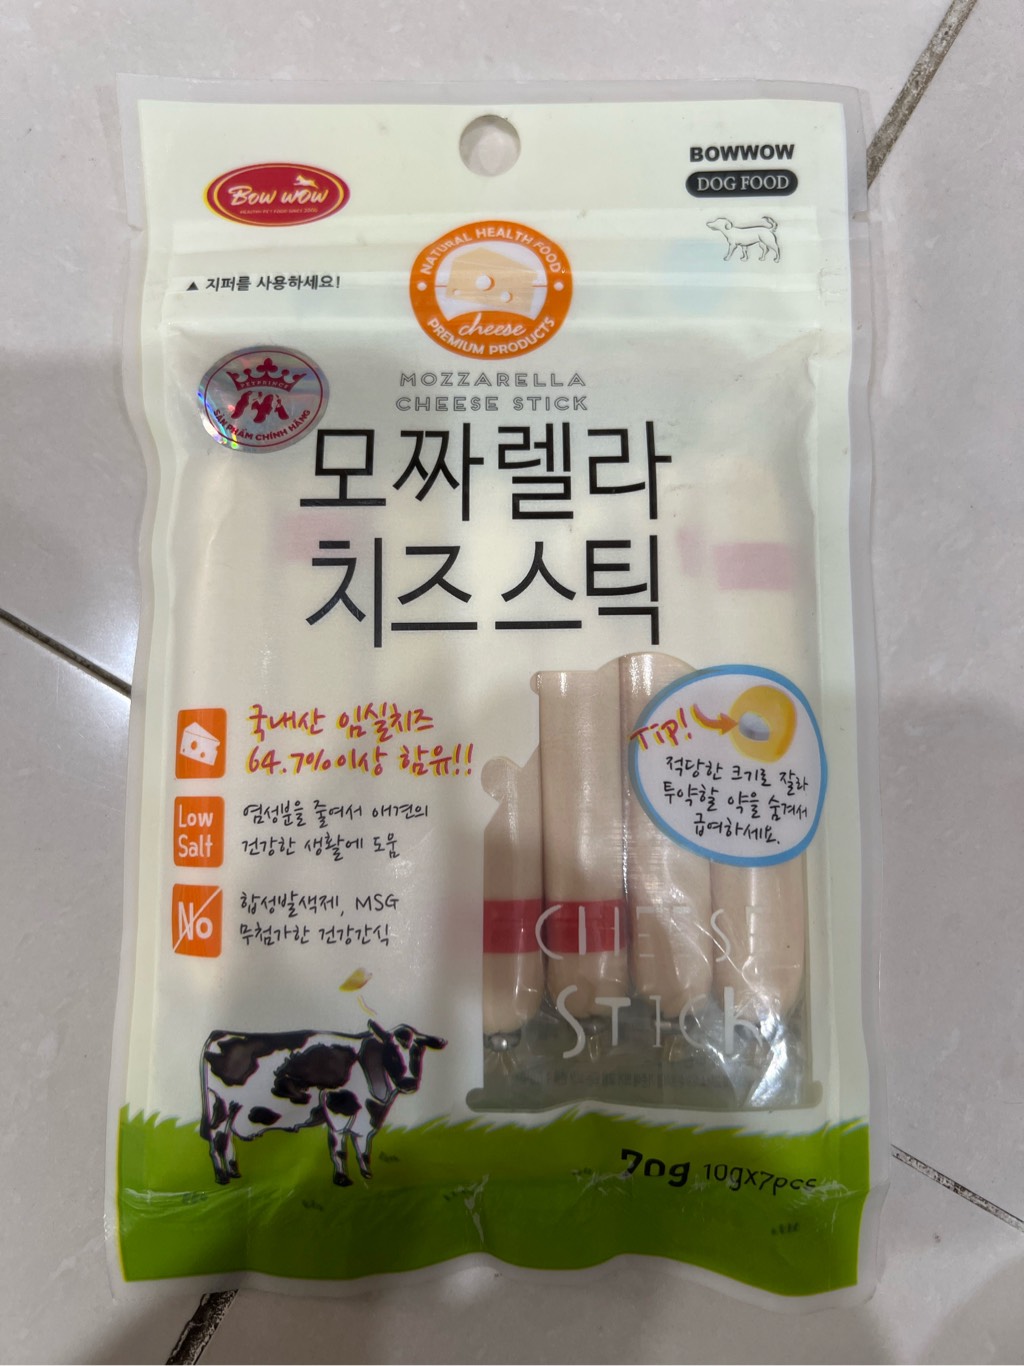 BOWWOW
DOG FOOD
Bow wow
▲ 지퍼를 사용하세요!
NATURAL HEALTH FOOD
cheese
PREMIUM PRODUCTS
PETPRINCE
SẢN PHẨM CHÍNH HÃNG
MOZZARELLA
CHEESE STICK
모짜렐라
치즈스틱
국내산 임실치즈
64.7%이상 함유!!
Tip!
적당한 크기로 잘라
투약할 약을 숨겨서
급여하세요.
Low
Salt
염성분을 줄여서 애견의
건강한 생활에 도움
No
합성발색제, MSG
무첨가한 건강간식
CHEESE
STICK
70g 10gx7pcs